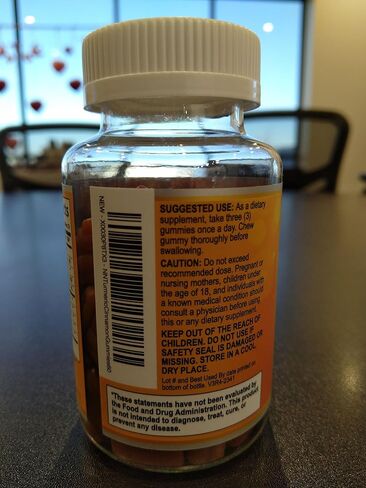 SUGGESTED USE: As a dietary
supplement, take three (3)
gummies once a day. Chew
gummy thoroughly before
swallowing.
CAUTION: Do not exceed
recommended dose. Pregnant or
nursing mothers, children under
the age of 18, and individuals with
a known medical condition should
consult a physician before using
this or any dietary supplement.
KEEP OUT OF THE REACH OF
CHILDREN. DO NOT USE IF
SAFETY SEAL IS DAMAGED OR
MISSING. STORE IN A COOL,
DRY PLACE.
Lot # and Best Used By date printed on
bottom of bottle. V3R4-2341
*These statements have not been evaluated by
the Food and Drug Administration. This product
is not intended to diagnose, treat, cure, or
prevent any disease.
NEW -